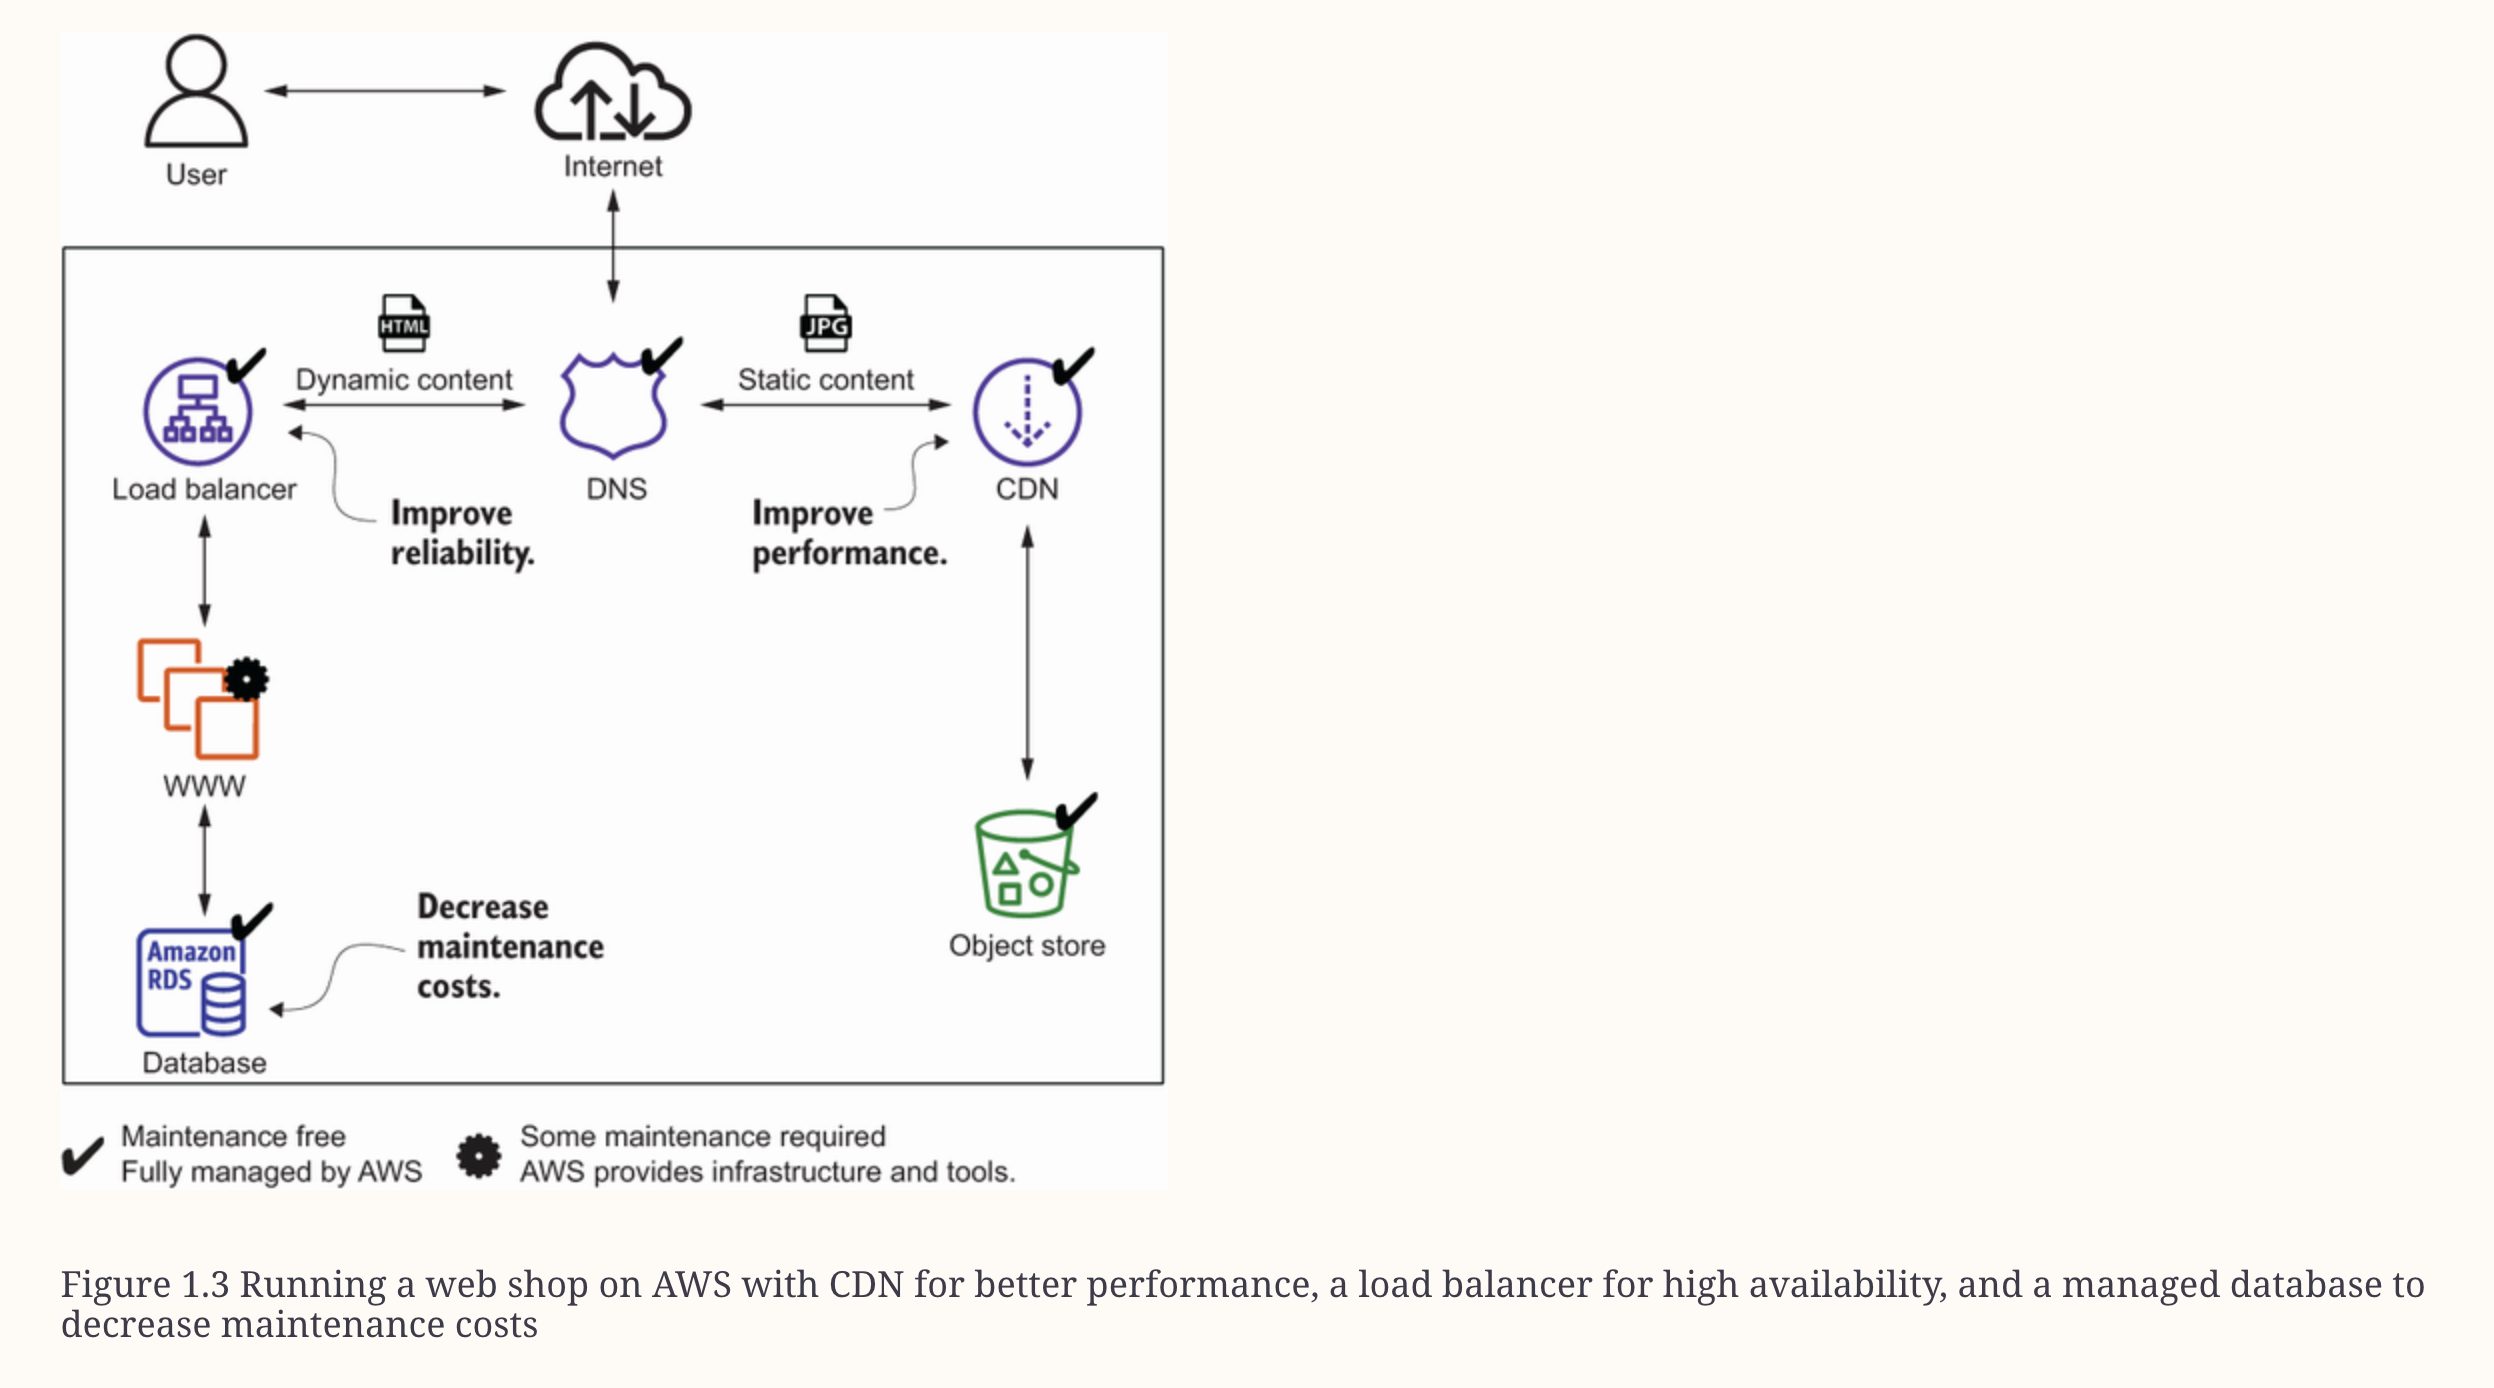 User
Internet
HTML
JPG
Dynamic content
Static content
Load balancer
DNS
CDN
Improve
reliability.
Improve
performance.
WWW
Object store
Decrease
maintenance
costs.
Amazon
RDS
Database
Maintenance free
Fully managed by AWS
Some maintenance required
AWS provides infrastructure and tools.
Figure 1.3 Running a web shop on AWS with CDN for better performance, a load balancer for high availability, and a managed database to
decrease maintenance costs